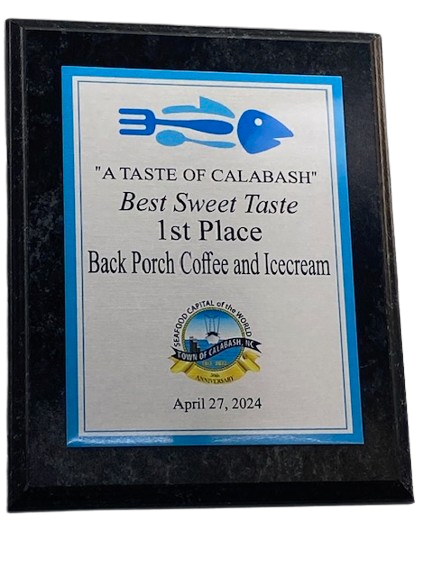 "A TASTE OF CALABASH"
Best Sweet Taste
1st Place
Back Porch Coffee and Icecream
SEAFOOD CAPITAL of the WORLD
TOWN OF CALABASH, NC
ANNIVERSARY
April 27, 2024